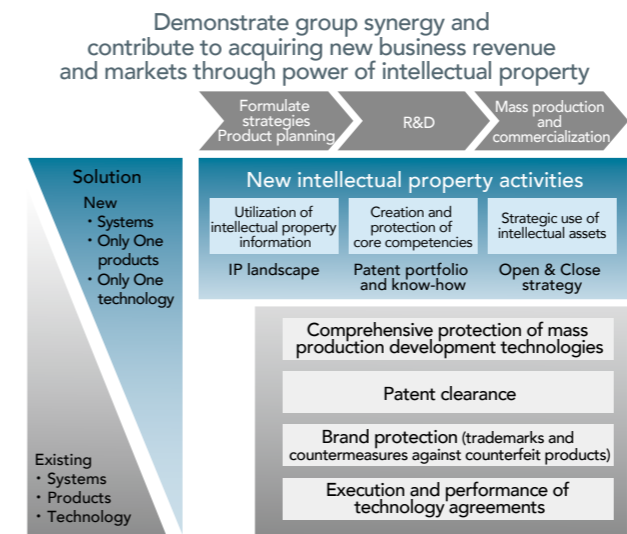 Demonstrate group synergy and
contribute to acquiring new business revenue
and markets through power of intellectual property
Formulate
strategies
Product planning
R&D
Mass production
and
commercialization
Solution
New
・Systems
・Only One
products
・Only One
technology
Existing
・Systems
・Products
・Technology
New intellectual property activities
Utilization of
intellectual property
information
Creation and
protection of
core competencies
Strategic use of
intellectual assets
IP landscape
Patent portfolio
and know-how
Open & Close
strategy
Comprehensive protection of mass
production development technologies
Patent clearance
Brand protection (trademarks and
countermeasures against counterfeit products)
Execution and performance of
technology agreements